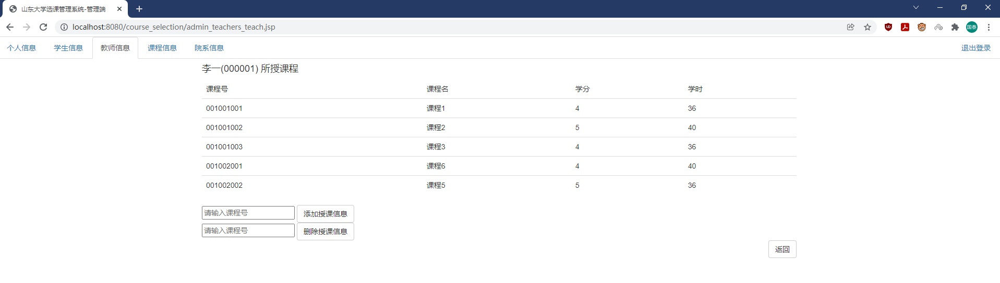 山东大学选课管理系统-管理端
localhost:8080/course_selection/admin_teachers_teach.jsp
国泰
个人信息 学生信息 教师信息 课程信息 院系信息 退出登录
李一(000001) 所授课程
课程号 课程名 学分 学时
001001001 课程1 4 36
001001002 课程2 5 40
001001003 课程3 4 36
001002001 课程6 4 40
001002002 课程5 5 36
请输入课程号 添加授课信息
请输入课程号 删除授课信息
返回